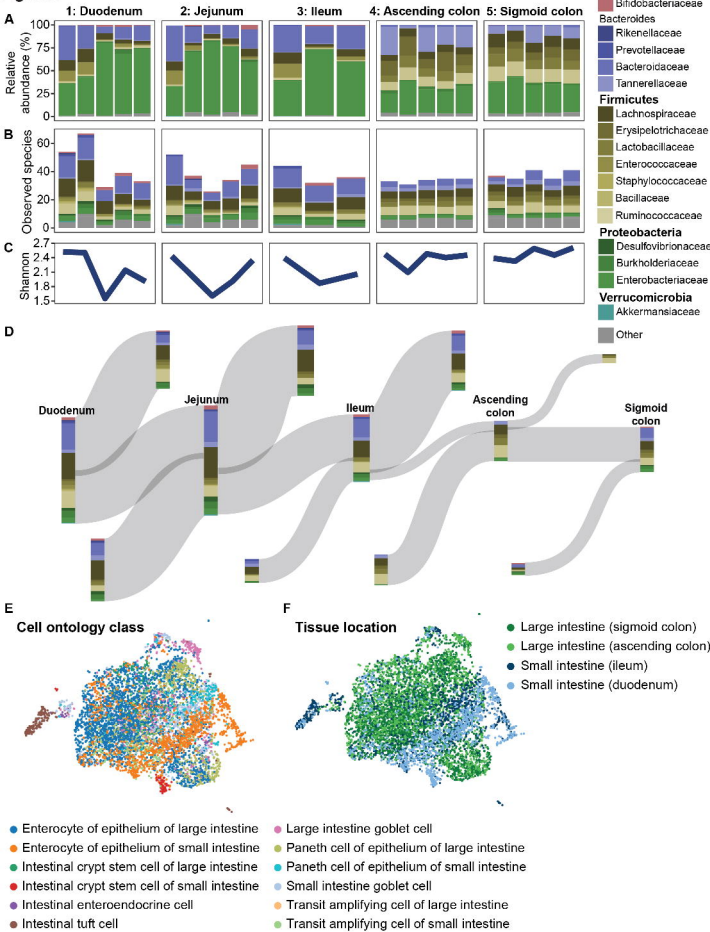 1: Duodenum
2: Jejunum
3: Ileum
4: Ascending colon
5: Sigmoid colon
A
Relative
abundance (%)
100
75
50
25
0
B
Observed species
60
40
20
0
C
Shannon
2.7
2.4
2.1
1.8
1.5
Bifidobacteriaceae
Bacteroides
Rikenellaceae
Prevotellaceae
Bacteroidaceae
Tannerellaceae
Firmicutes
Lachnospiraceae
Erysipelotrichaceae
Lactobacillaceae
Enterococcaceae
Staphylococcaceae
Bacillaceae
Ruminococcaceae
Proteobacteria
Desulfovibrionaceae
Burkholderiaceae
Enterobacteriaceae
Verrucomicrobia
Akkermansiaceae
Other
D
Duodenum
Jejunum
Ileum
Ascending
colon
Sigmoid
colon
E
Cell ontology class
F
Tissue location
Large intestine (sigmoid colon)
Large intestine (ascending colon)
Small intestine (ileum)
Small intestine (duodenum)
Enterocyte of epithelium of large intestine
Enterocyte of epithelium of small intestine
Intestinal crypt stem cell of large intestine
Intestinal crypt stem cell of small intestine
Intestinal enteroendocrine cell
Intestinal tuft cell
Large intestine goblet cell
Paneth cell of epithelium of large intestine
Paneth cell of epithelium of small intestine
Small intestine goblet cell
Transit amplifying cell of large intestine
Transit amplifying cell of small intestine